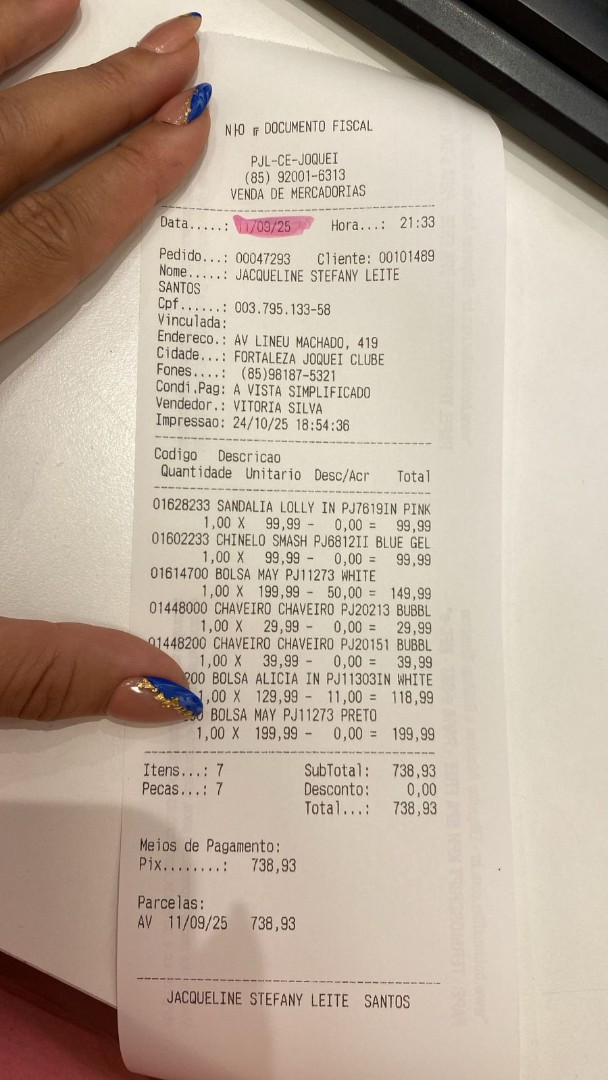 DOCUMENTO FISCAL
PJL-CE-JOQUEI
(85) 92001-6313
VENDA DE MERCADORIAS
Data.....: 11/09/25 Hora...: 21:33
Pedido...: 00047293 Cliente: 00101489
Nome.....: JACQUELINE STEFANY LEITE
SANTOS
Cpf......: 003.795.133-58
Vinculada:
Endereco.: AV LINEU MACHADO, 419
Cidade...: FORTALEZA JOQUEI CLUBE
Fones....: (85)98187-5321
Condi.Pag: A VISTA SIMPLIFICADO
Vendedor.: VITORIA SILVA
Impressao: 24/10/25 18:54:36
Codigo Descricao
Quantidade Unitario Desc/Acr Total
01628233 SANDALIA LOLLY IN PJ7619IN PINK
1,00 X 99,99 - 0,00 = 99,99
01602233 CHINELO SMASH PJ6812II BLUE GEL
1,00 X 99,99 - 0,00 = 99,99
01614700 BOLSA MAY PJ11273 WHITE
1,00 X 199,99 - 50,00 = 149,99
01448000 CHAVEIRO CHAVEIRO PJ20213 BUBBL
1,00 X 29,99 - 0,00 = 29,99
01448200 CHAVEIRO CHAVEIRO PJ20151 BUBBL
1,00 X 39,99 - 0,00 = 39,99
BOLSA ALICIA IN PJ11303IN WHITE
1,00 X 129,99 - 11,00 = 118,99
BOLSA MAY PJ11273 PRETO
1,00 X 199,99 - 0,00 = 199,99
Itens...: 7 SubTotal: 738,93
Pecas...: 7 Desconto: 0,00
Total...: 738,93
Meios de Pagamento:
Pix........: 738,93
Parcelas:
AV 11/09/25 738,93
JACQUELINE STEFANY LEITE SANTOS